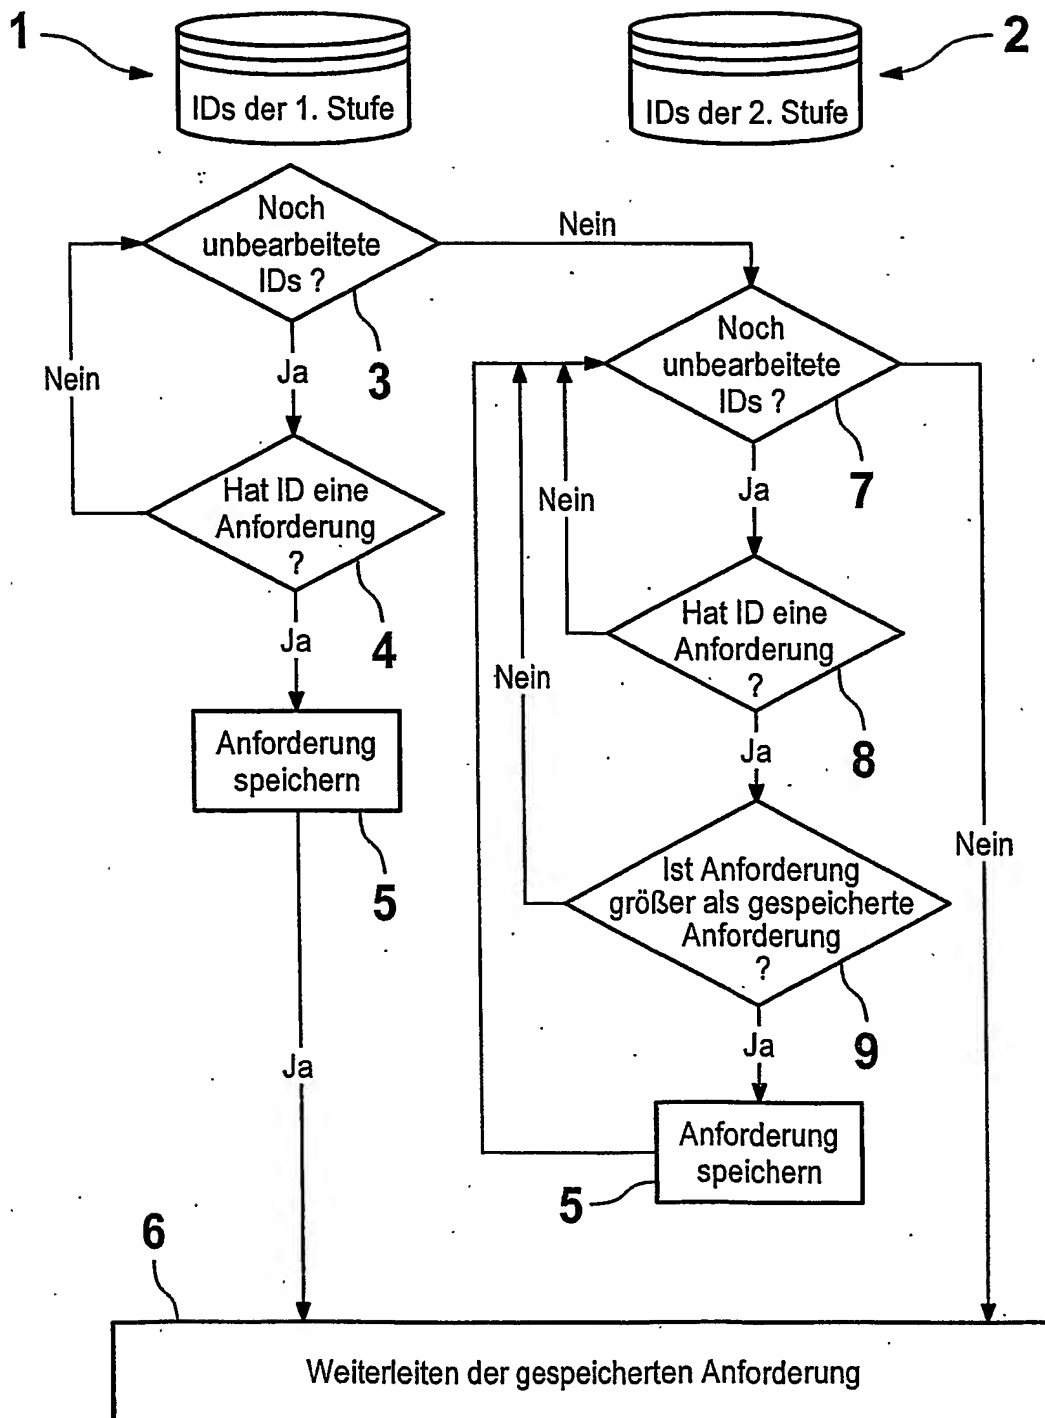 1
2
IDs der 1. Stufe
IDs der 2. Stufe
Noch
unbearbeitete
IDs ?
3
Nein
Nein
Ja
Noch
unbearbeitete
IDs ?
7
Hat ID eine
Anforderung
?
4
Nein
Ja
Ja
Hat ID eine
Anforderung
?
8
Nein
Anforderung
speichern
5
Ja
Ist Anforderung
größer als gespeicherte
Anforderung
?
9
Nein
Ja
Ja
Anforderung
speichern
5
6
Weiterleiten der gespeicherten Anforderung